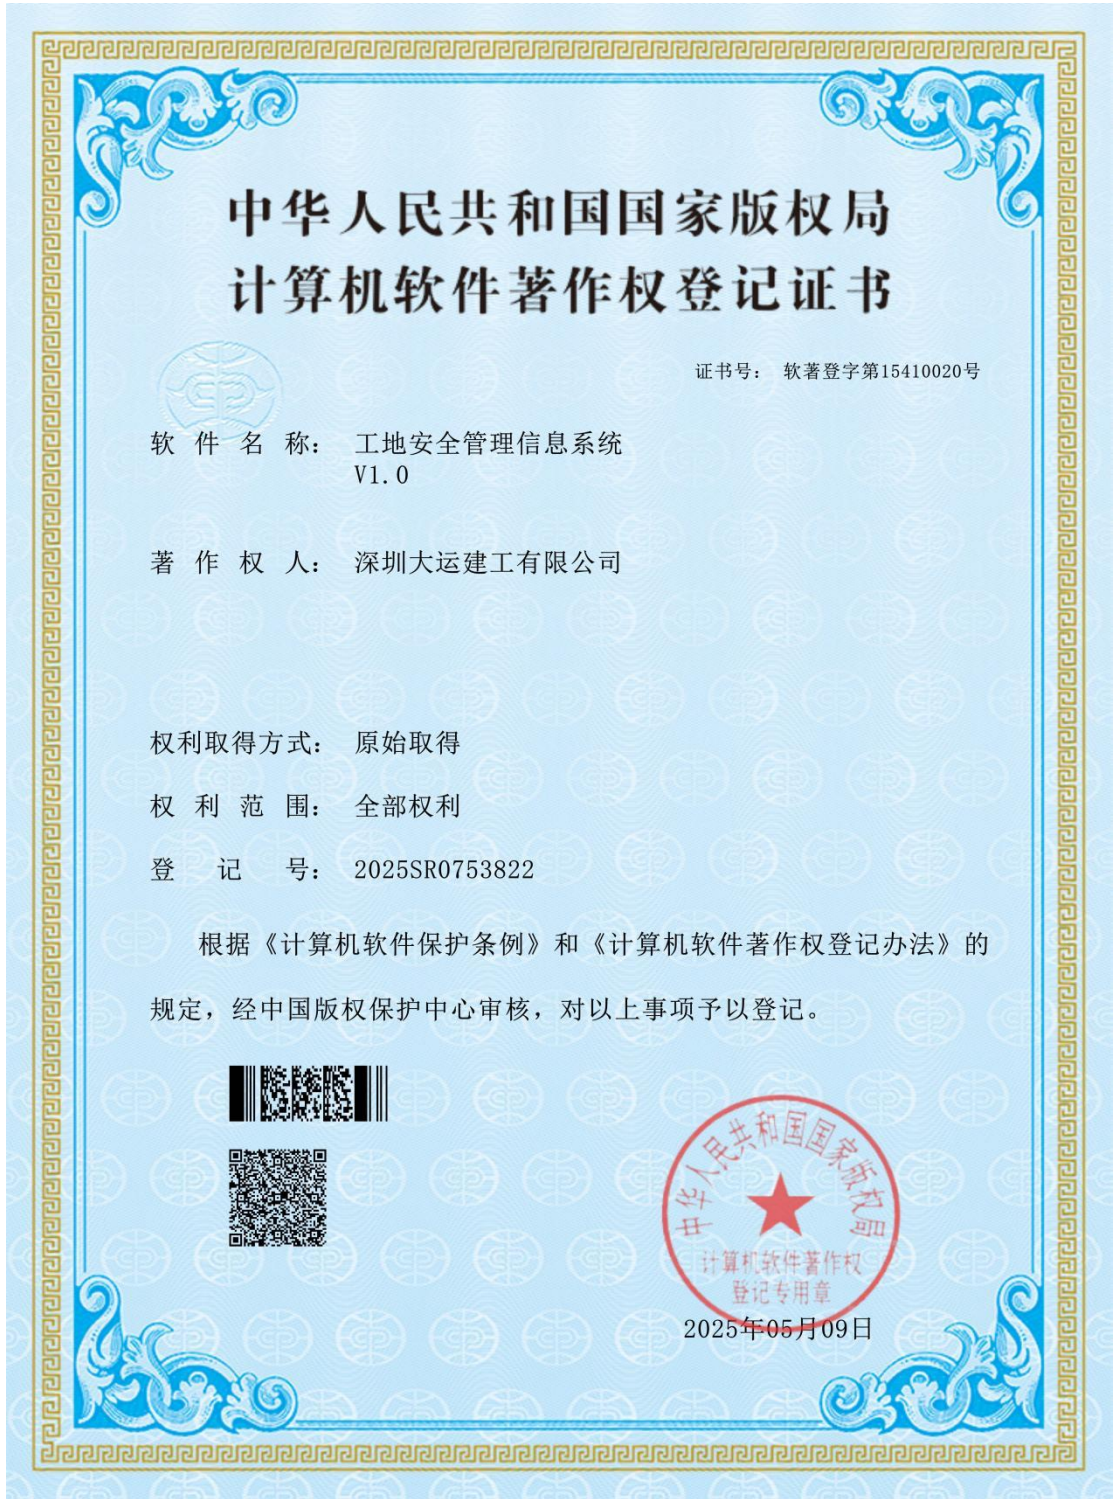 中华人民共和国国家版权局
计算机软件著作权登记证书
证书号： 软著登字第15410020号
软件名称： 工地安全管理信息系统
V1.0
著作权人： 深圳大运建工有限公司
权利取得方式： 原始取得
权利范围： 全部权利
登记号： 2025SR0753822
根据《计算机软件保护条例》和《计算机软件著作权登记办法》的
规定，经中国版权保护中心审核，对以上事项予以登记。
中华人民共和国国家版权局
计算机软件著作权
登记专用章
2025年05月09日